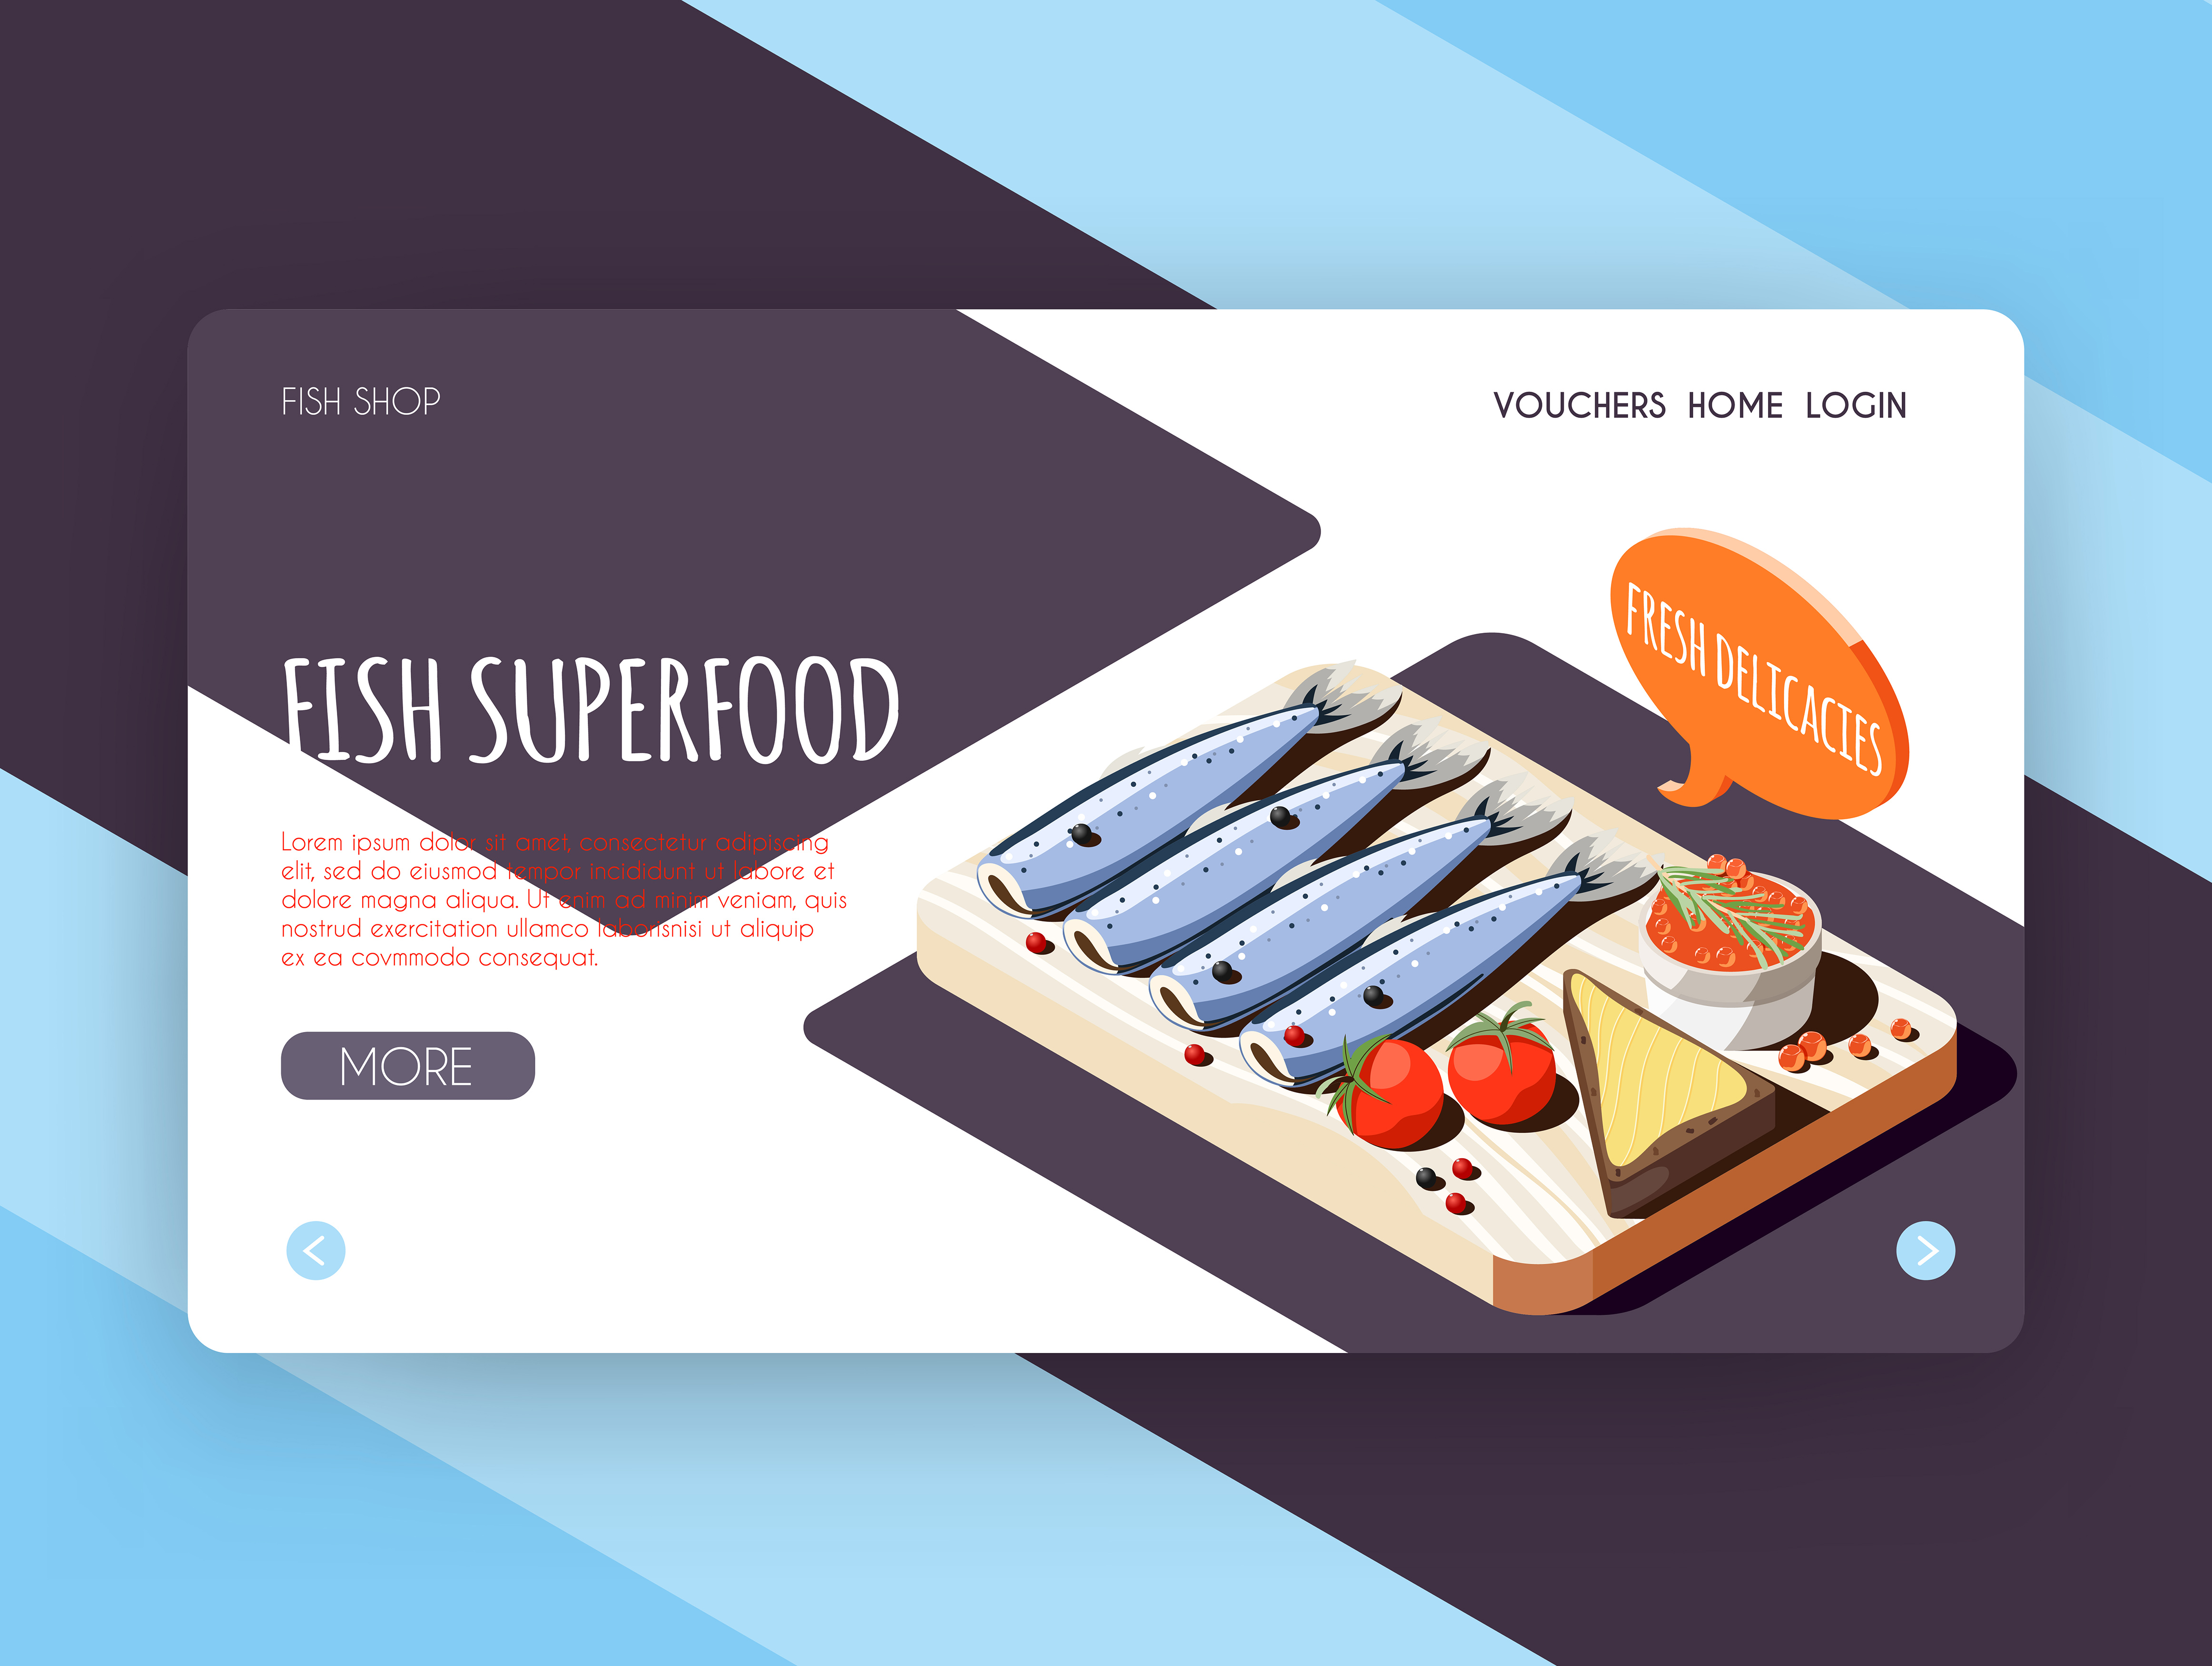 FISH SHOP
VOUCHERS HOME LOGIN
FRESH DELICACIES
FISH SUPERFOOD
Lorem ipsum dolor sit amet, consectetur adipiscing
elit, sed do eiusmod tempor incididunt ut labore et
dolore magna aliqua. Ut enim ad minim veniam, quis
nostrud exercitation ullamco laborisnisi ut aliquip
ex ea covmmodo consequat.
MORE